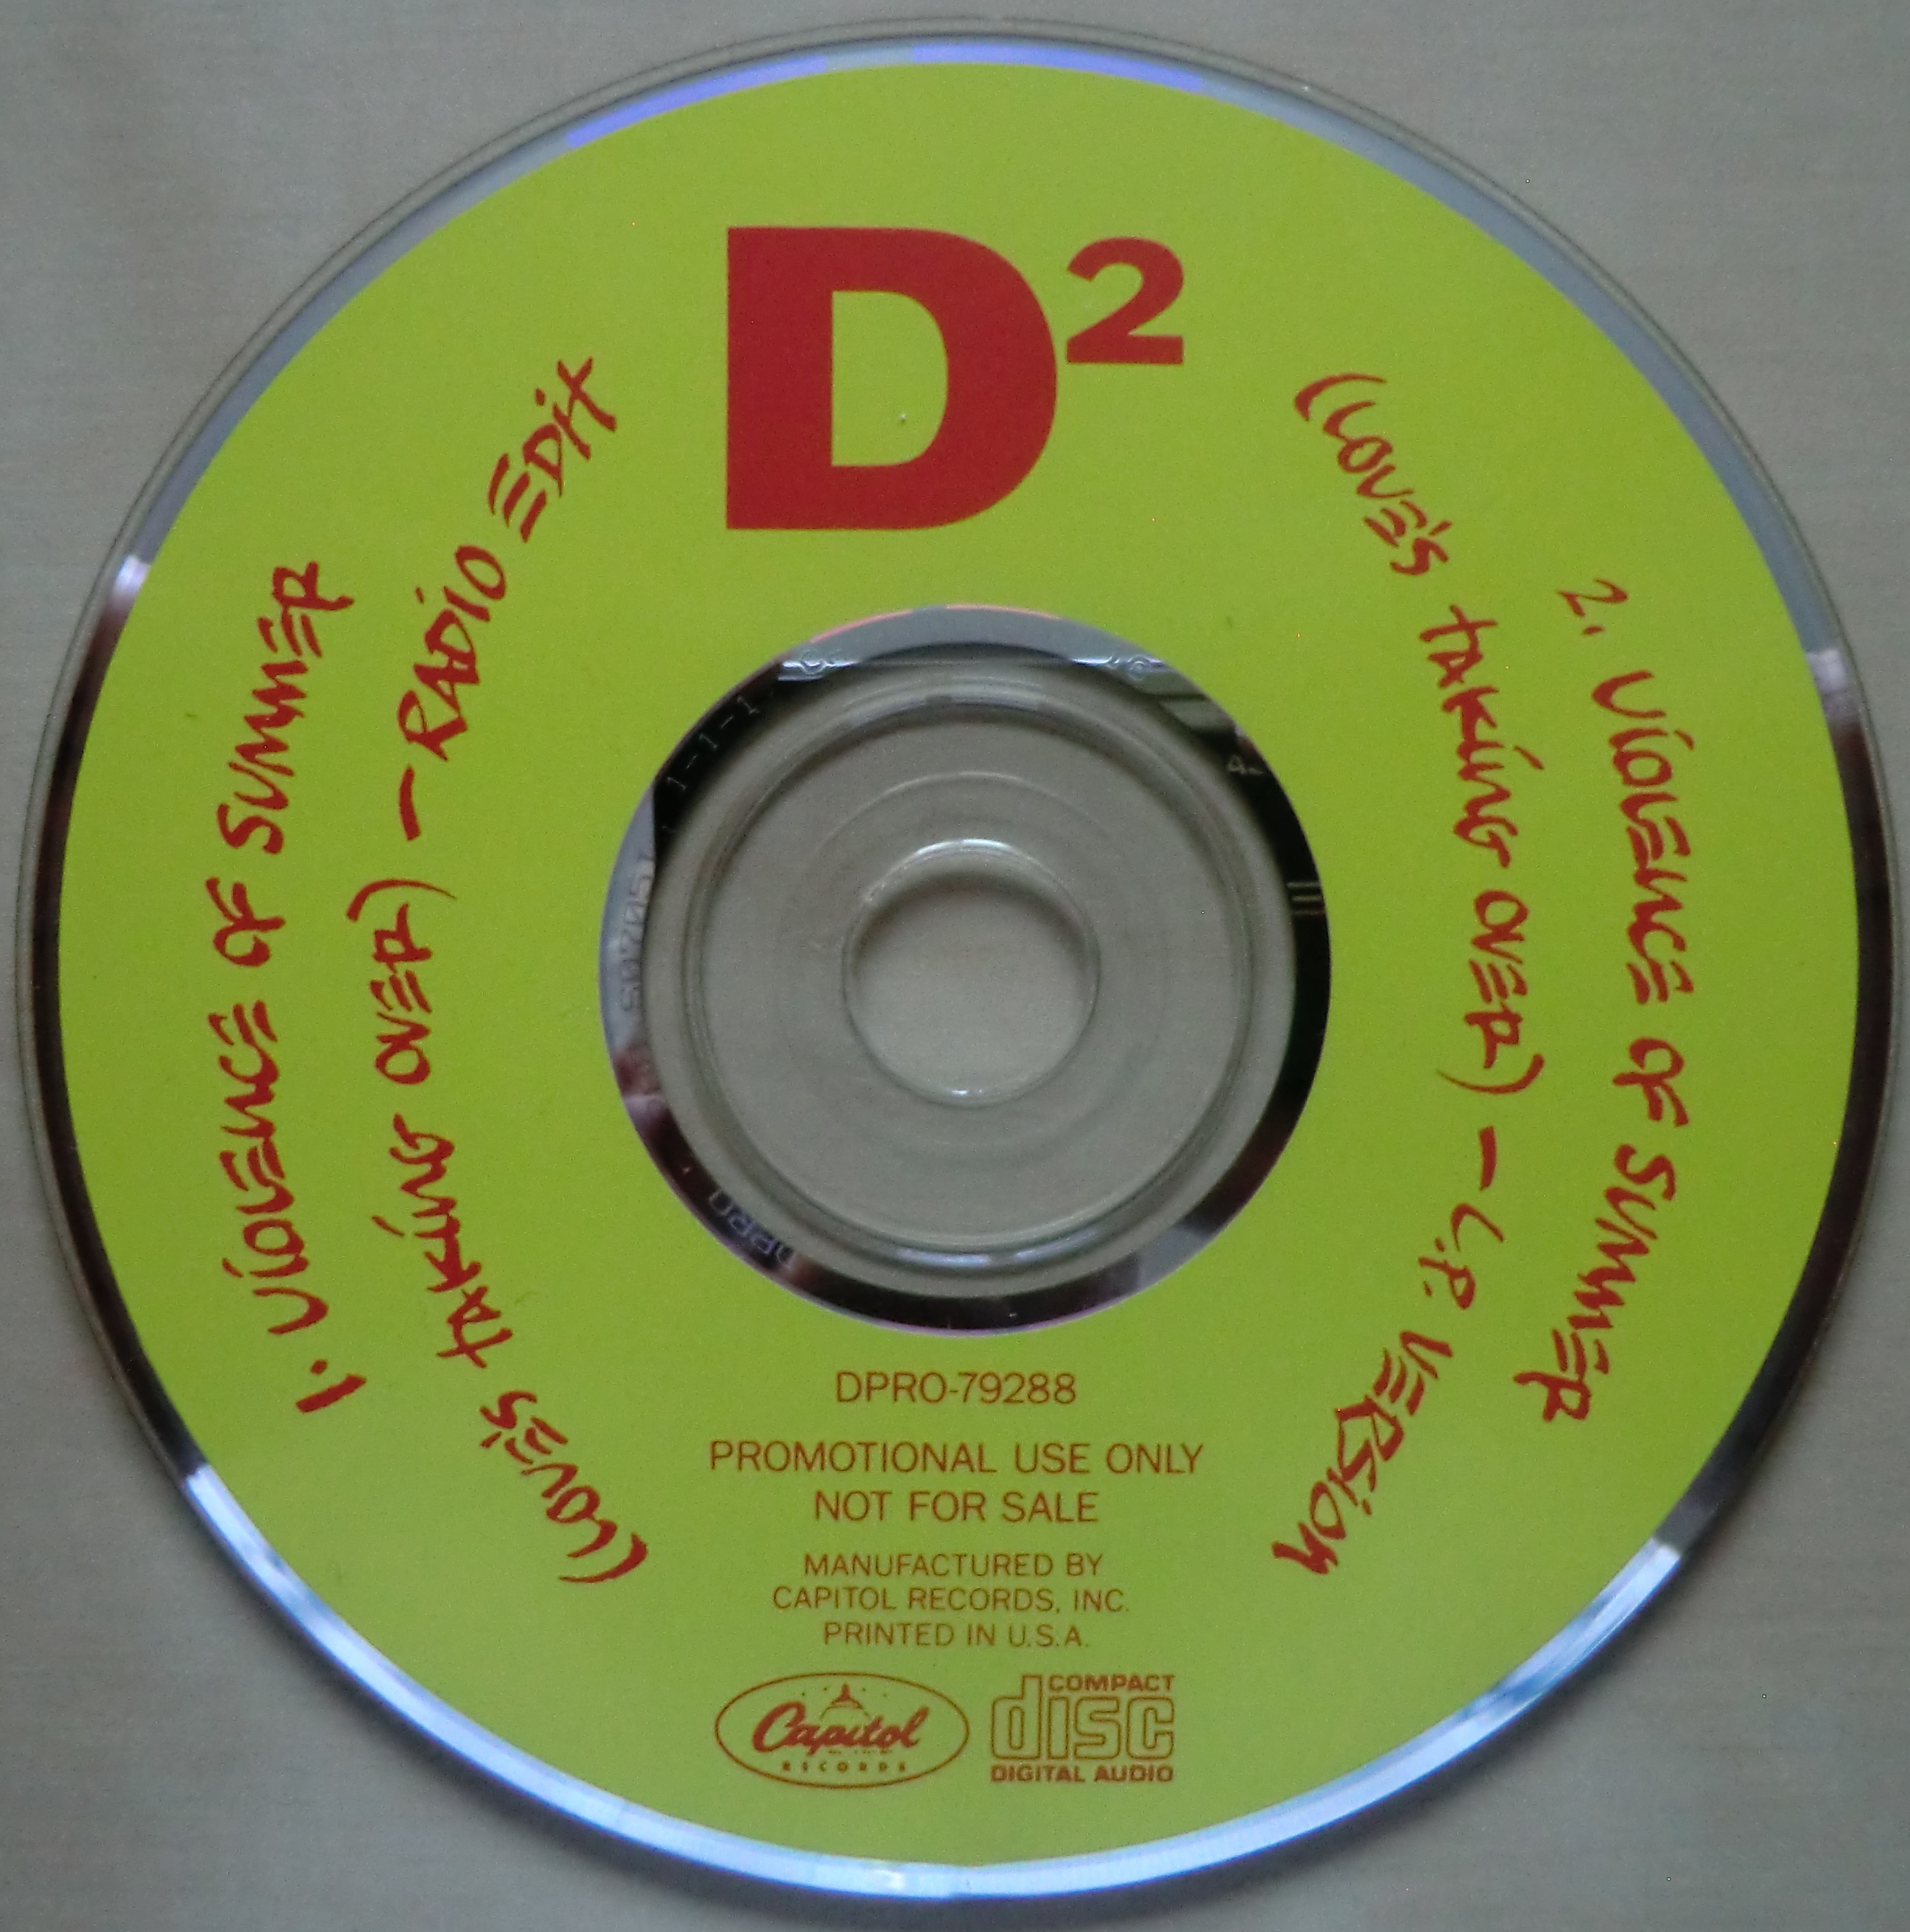 D²
1. VIOLENCE OF SUMMER
(LOVE'S TAKING OVER) – RADIO EDIT
2. VIOLENCE OF SUMMER
(LOVE'S TAKING OVER) – L.P. VERSION
DPRO-79288
PROMOTIONAL USE ONLY
NOT FOR SALE
MANUFACTURED BY
CAPITOL RECORDS, INC.
PRINTED IN U.S.A.
Capitol
RECORDS
COMPACT
disc
DIGITAL AUDIO